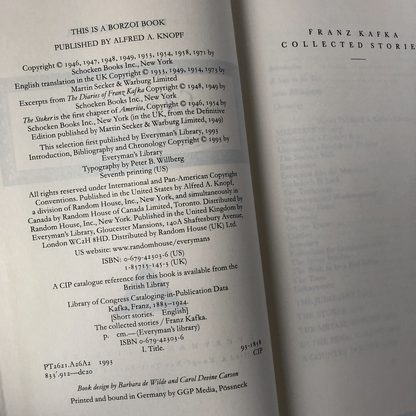 THIS IS A BORZOI BOOK
PUBLISHED BY ALFRED A. KNOPF
Copyright © 1946, 1947, 1948, 1949, 1953, 1954, 1958, 1971 by
Schocken Books Inc., New York
English translation in the UK Copyright © 1933, 1949, 1954, 1973 by
Martin Secker & Warburg Limited
Excerpts from The Diaries of Franz Kafka Copyright © 1948, 1949 by
Schocken Books Inc., New York
The Stoker is the first chapter of America, Copyright © 1946, 1954 by
Schocken Books Inc., New York (in the UK, from the Definitive
Edition published by Martin Secker & Warburg Limited, 1949)
This selection first published by Everyman's Library, 1993
Introduction, Bibliography and Chronology Copyright © 1993 by
Everyman's Library
Typography by Peter B. Willberg
Seventh printing (US)
All rights reserved under International and Pan-American Copyright
Conventions. Published in the United States by Alfred A. Knopf,
a division of Random House, Inc., New York, and simultaneously in
Canada by Random House of Canada Limited, Toronto. Distributed by
Random House, Inc., New York. Published in the United Kingdom by
Everyman's Library, Gloucester Mansions, 140A Shaftesbury Avenue,
London WC2H 8HD. Distributed by Random House (UK) Ltd.
US website: www.randomhouse/everymans
ISBN: 0-679-42303-6 (US)
1-85715-145-3 (UK)
A CIP catalogue reference for this book is available from the
British Library
Library of Congress Cataloging-in-Publication Data
Kafka, Franz, 1883–1924.
[Short stories. English]
The collected stories / Franz Kafka.
p. cm.—(Everyman's library)
ISBN 0-679-42303-6
I. Title.
PT2621.A26A2 1993
833'.912—dc20
93-1858
CIP
Book design by Barbara de Wilde and Carol Devine Carson
Printed and bound in Germany by GGP Media, Pössneck
FRANZ KAFKA
COLLECTED STORIE